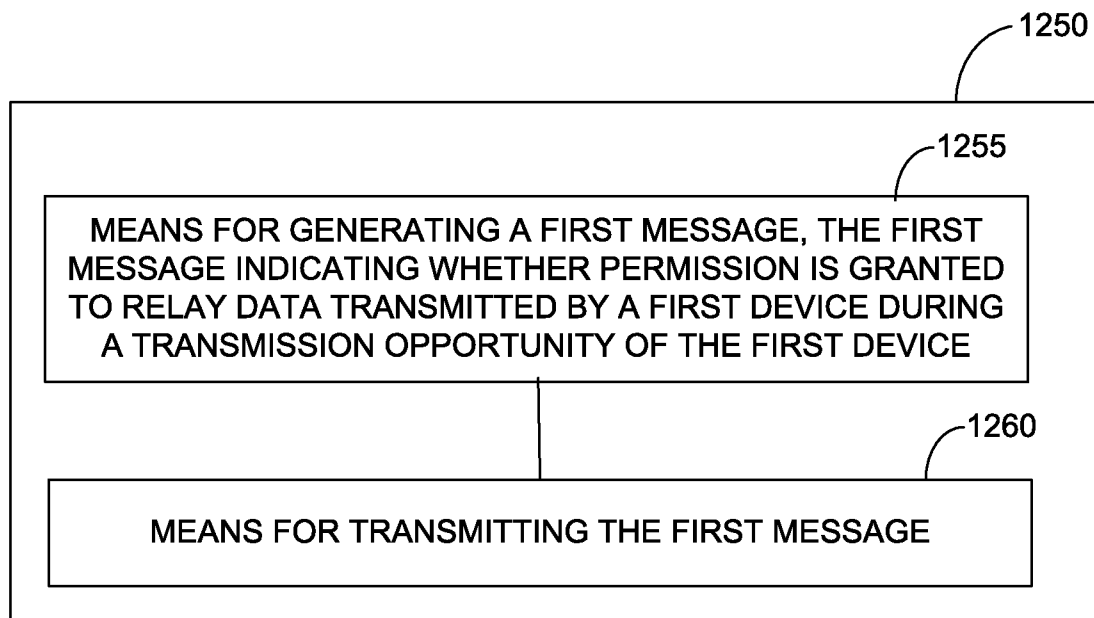 1250
1255
MEANS FOR GENERATING A FIRST MESSAGE, THE FIRST
MESSAGE INDICATING WHETHER PERMISSION IS GRANTED
TO RELAY DATA TRANSMITTED BY A FIRST DEVICE DURING
A TRANSMISSION OPPORTUNITY OF THE FIRST DEVICE
1260
MEANS FOR TRANSMITTING THE FIRST MESSAGE